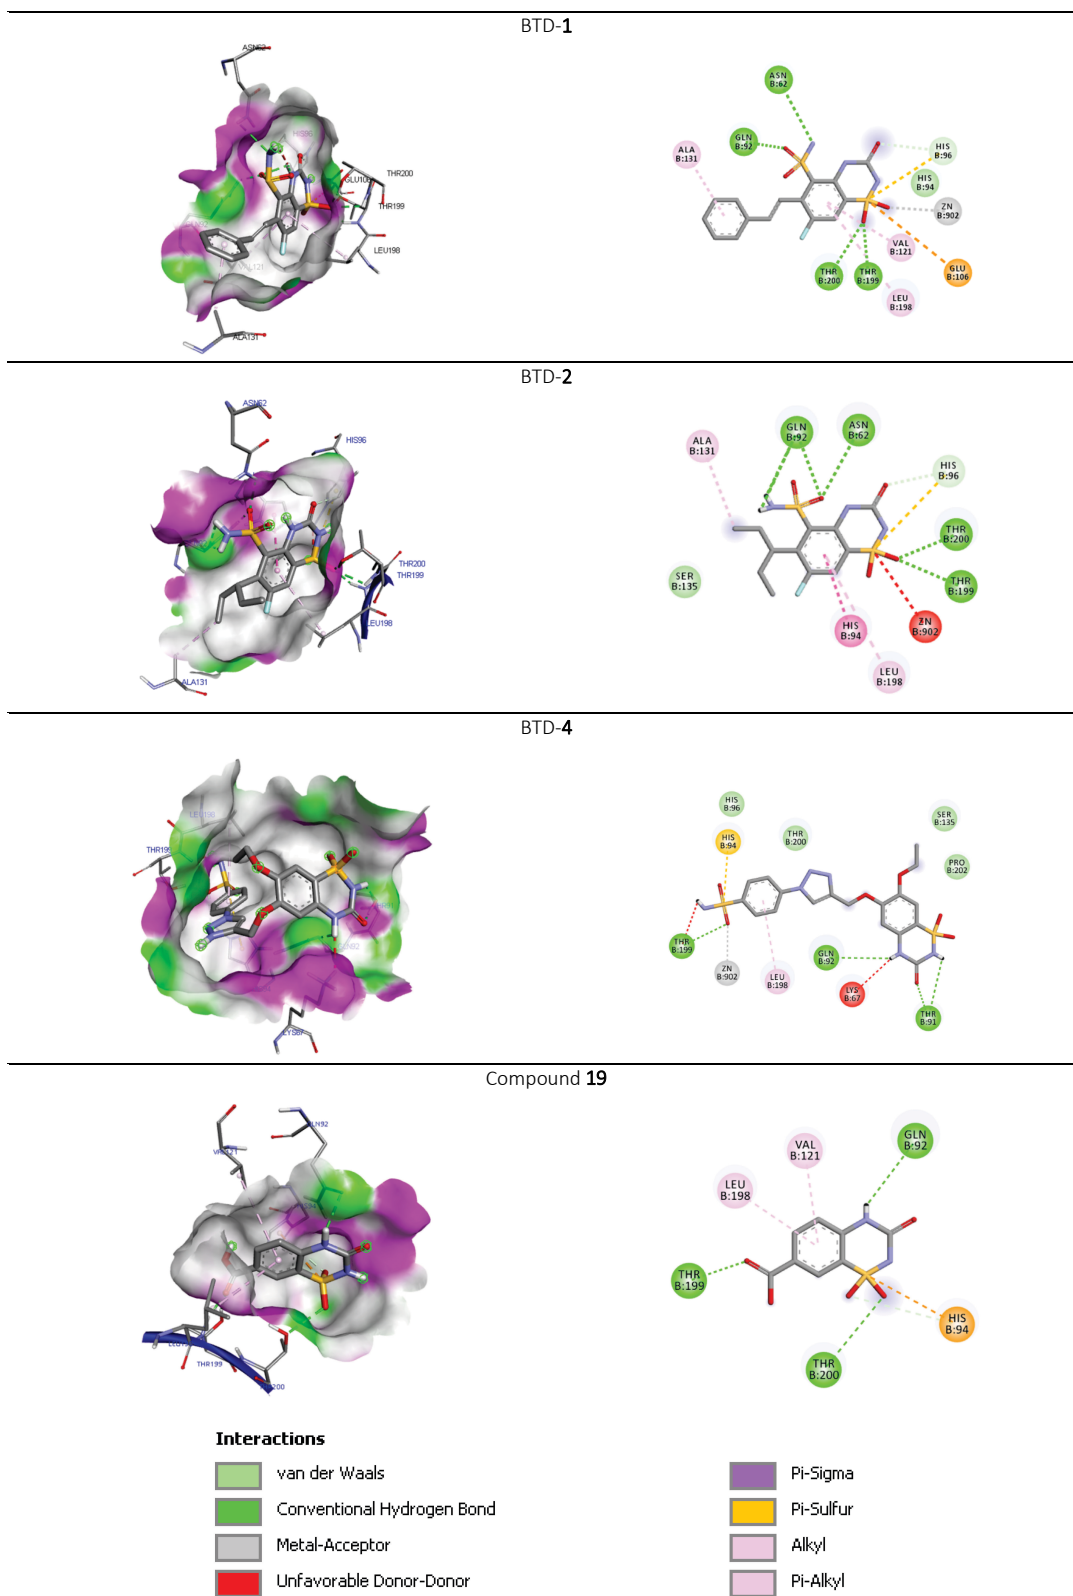 BTD-1
ASN62
HIS96
THR200
GLU106
THR199
LEU198
VAL121
ALA131
ASN
B:62
GLN
B:92
ALA
B:131
HIS
B:96
HIS
B:94
ZN
B:902
VAL
B:121
GLU
B:106
THR
B:200
THR
B:199
LEU
B:198
BTD-2
ASN62
HIS96
THR200
THR199
LEU198
ALA131
GLN
B:92
ASN
B:62
ALA
B:131
HIS
B:96
THR
B:200
SER
B:135
THR
B:199
HIS
B:94
ZN
B:902
LEU
B:198
BTD-4
LEU198
THR199
LYS67
HIS
B:96
SER
B:135
HIS
B:94
THR
B:200
PRO
B:202
THR
B:199
GLN
B:92
ZN
B:902
LEU
B:198
LYS
B:67
THR
B:91
Compound 19
GLN92
VAL121
THR199
GLN
B:92
VAL
B:121
LEU
B:198
THR
B:199
HIS
B:94
THR
B:200
Interactions
van der Waals
Conventional Hydrogen Bond
Metal-Acceptor
Unfavorable Donor-Donor
Pi-Sigma
Pi-Sulfur
Alkyl
Pi-Alkyl